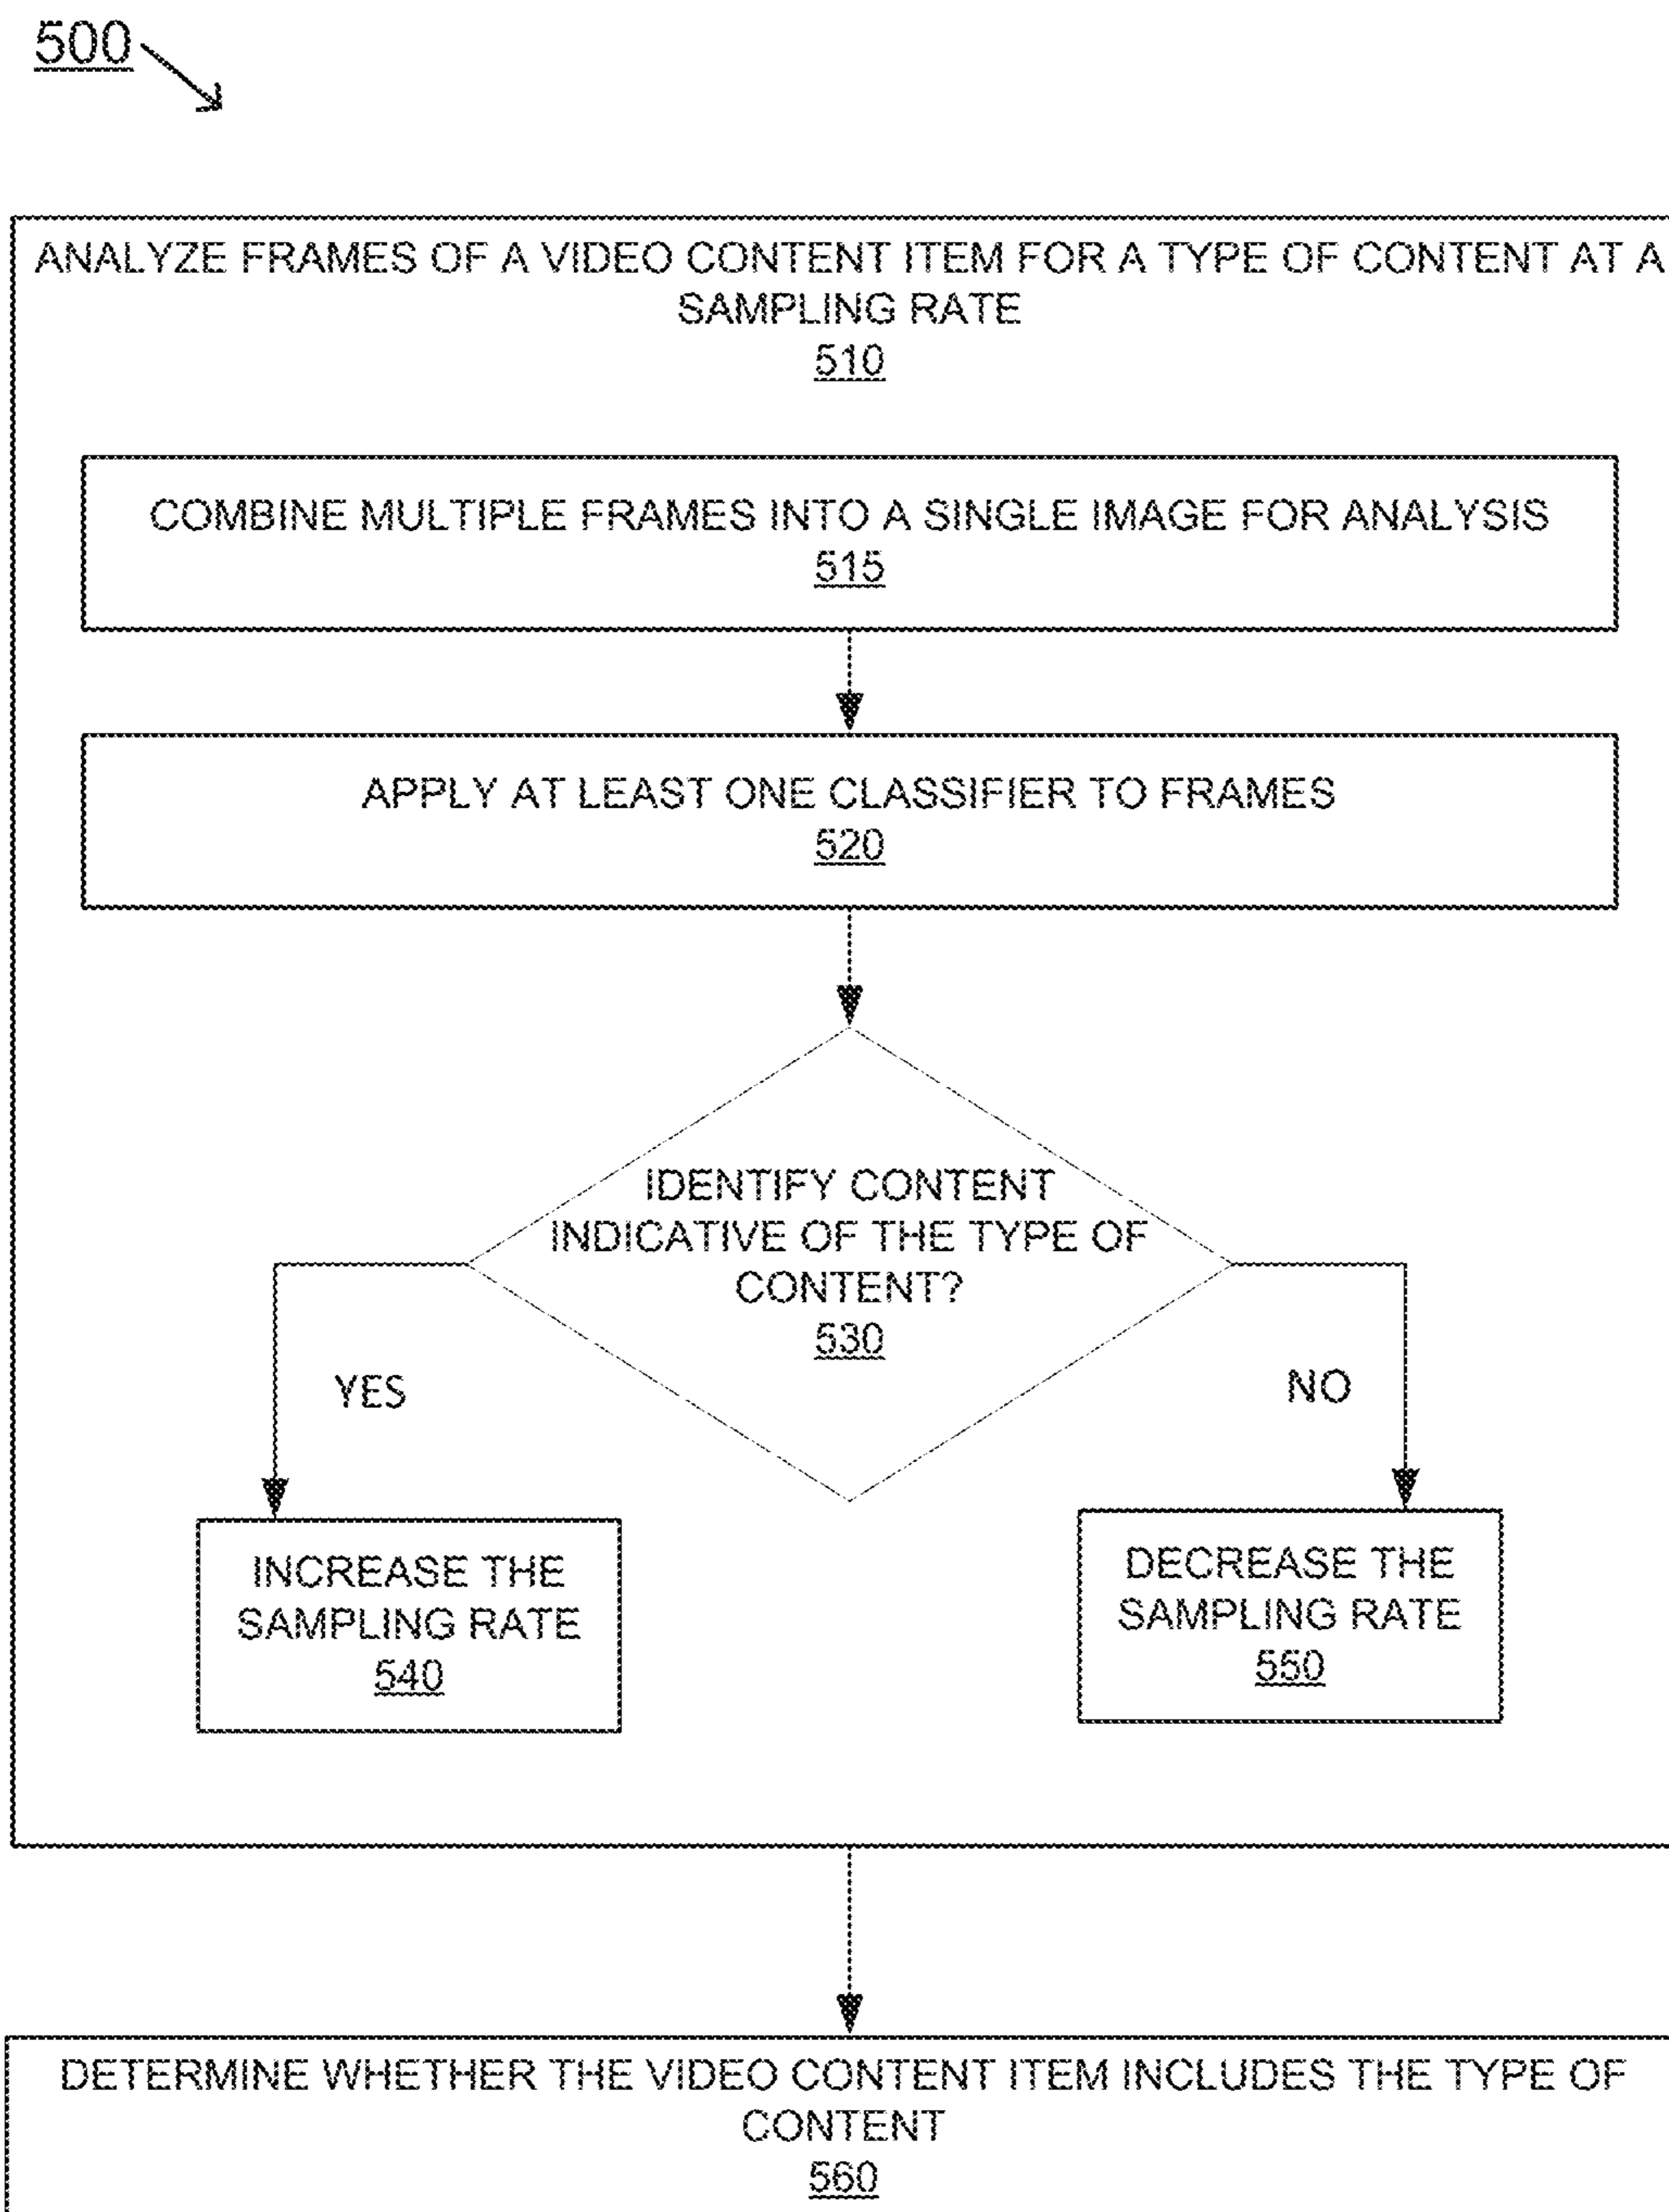 500
ANALYZE FRAMES OF A VIDEO CONTENT ITEM FOR A TYPE OF CONTENT AT A
SAMPLING RATE
510
COMBINE MULTIPLE FRAMES INTO A SINGLE IMAGE FOR ANALYSIS
515
APPLY AT LEAST ONE CLASSIFIER TO FRAMES
520
IDENTIFY CONTENT
INDICATIVE OF THE TYPE OF
CONTENT?
530
YES
NO
INCREASE THE
SAMPLING RATE
540
DECREASE THE
SAMPLING RATE
550
DETERMINE WHETHER THE VIDEO CONTENT ITEM INCLUDES THE TYPE OF
CONTENT
560